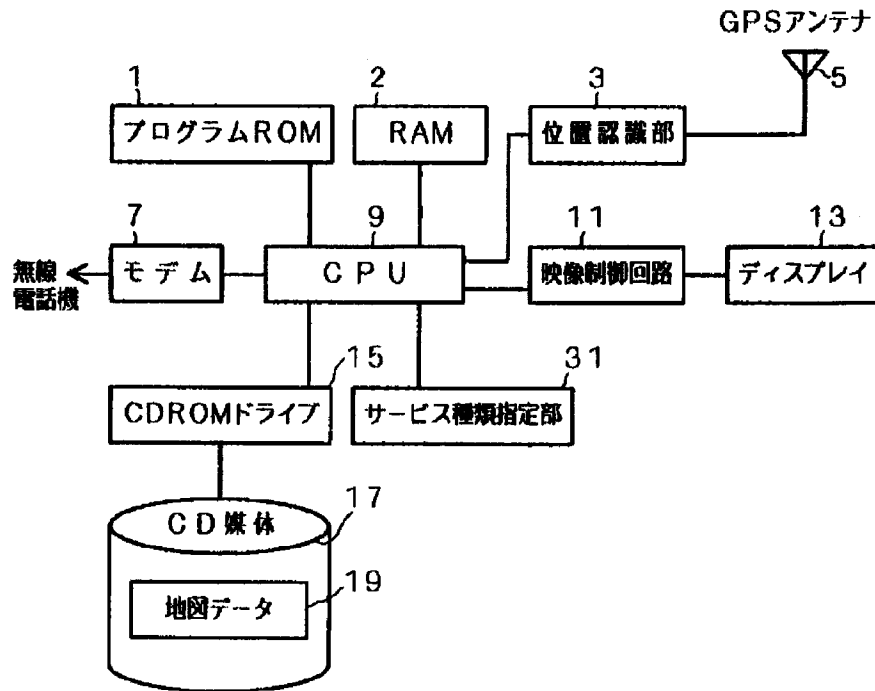 GPSアンテナ
5
1
プログラムROM
2
RAM
3
位置認識部
7
モデム
無線
電話機
9
CPU
11
映像制御回路
13
ディスプレイ
15
CDROMドライブ
31
サービス種類指定部
CD媒体
17
地図データ
19